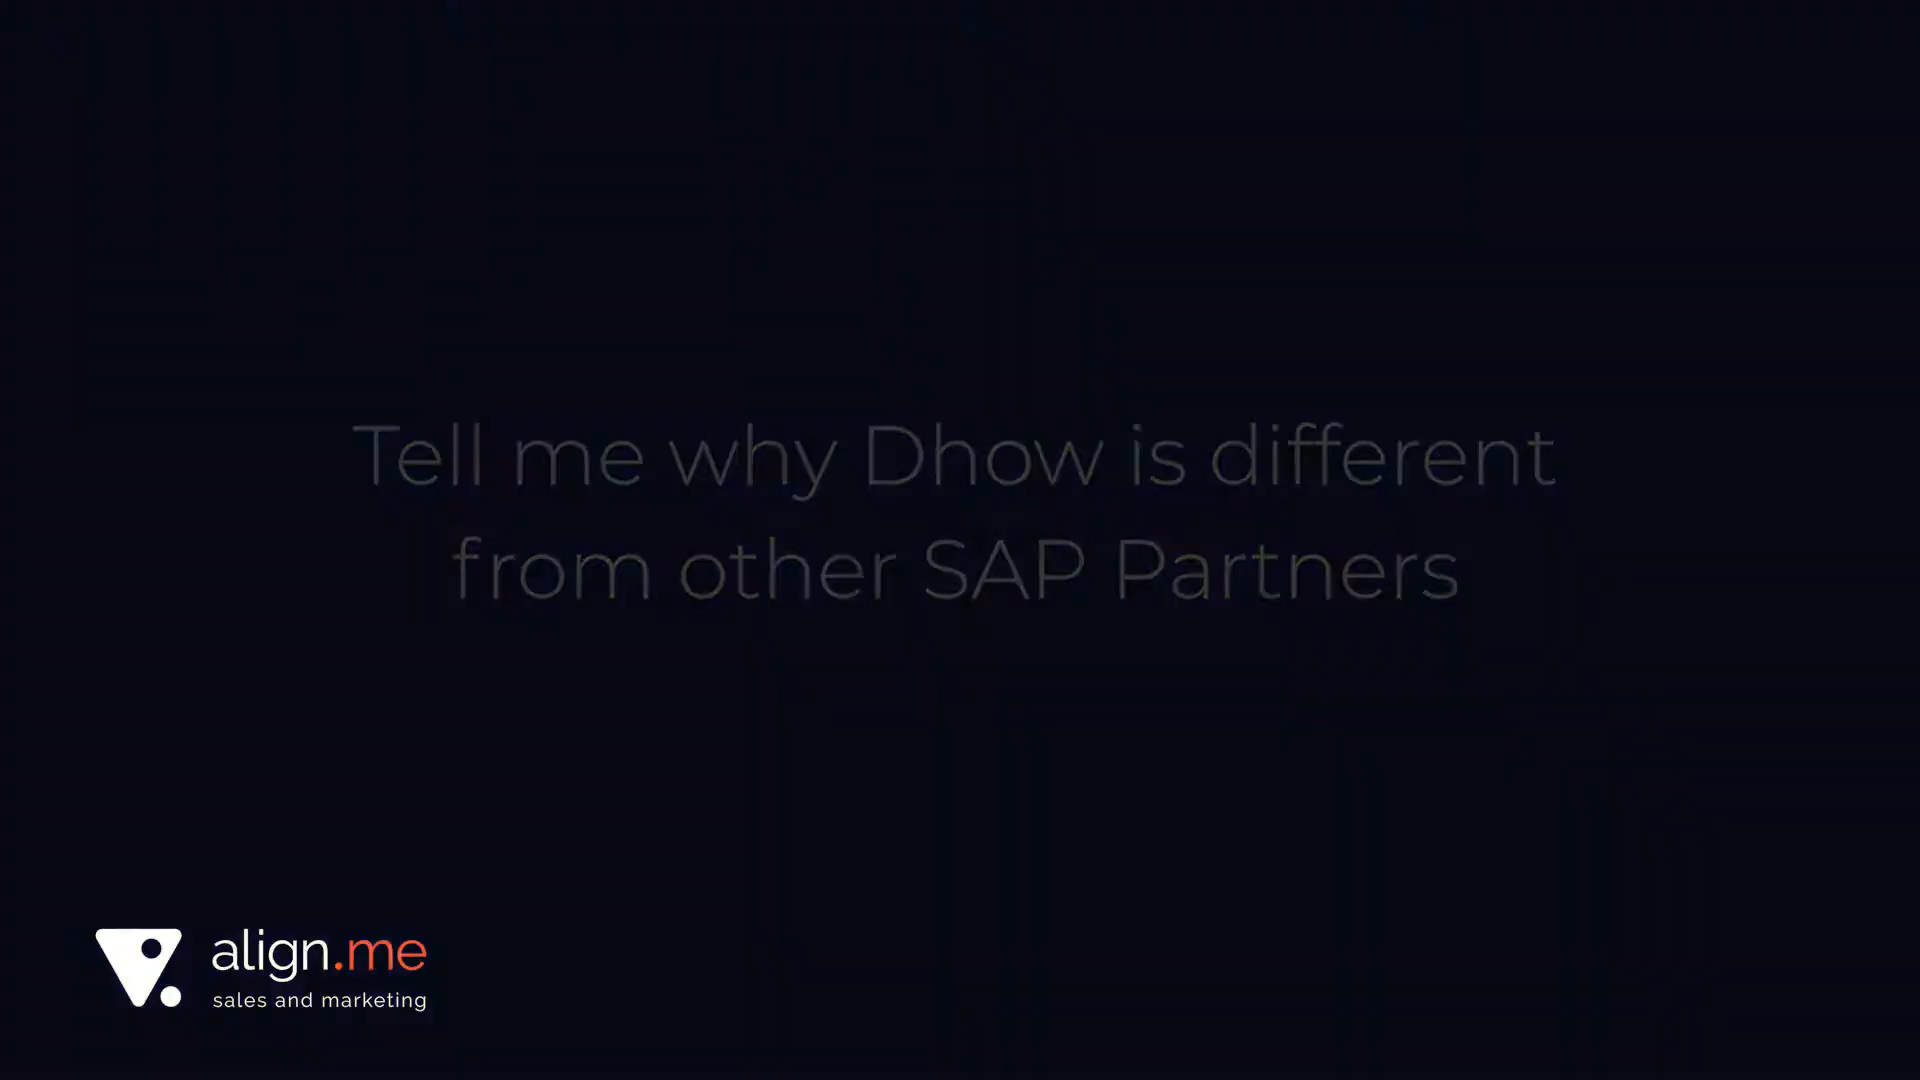 Tell me why Dhow is different
from other SAP Partners
align.me
sales and marketing